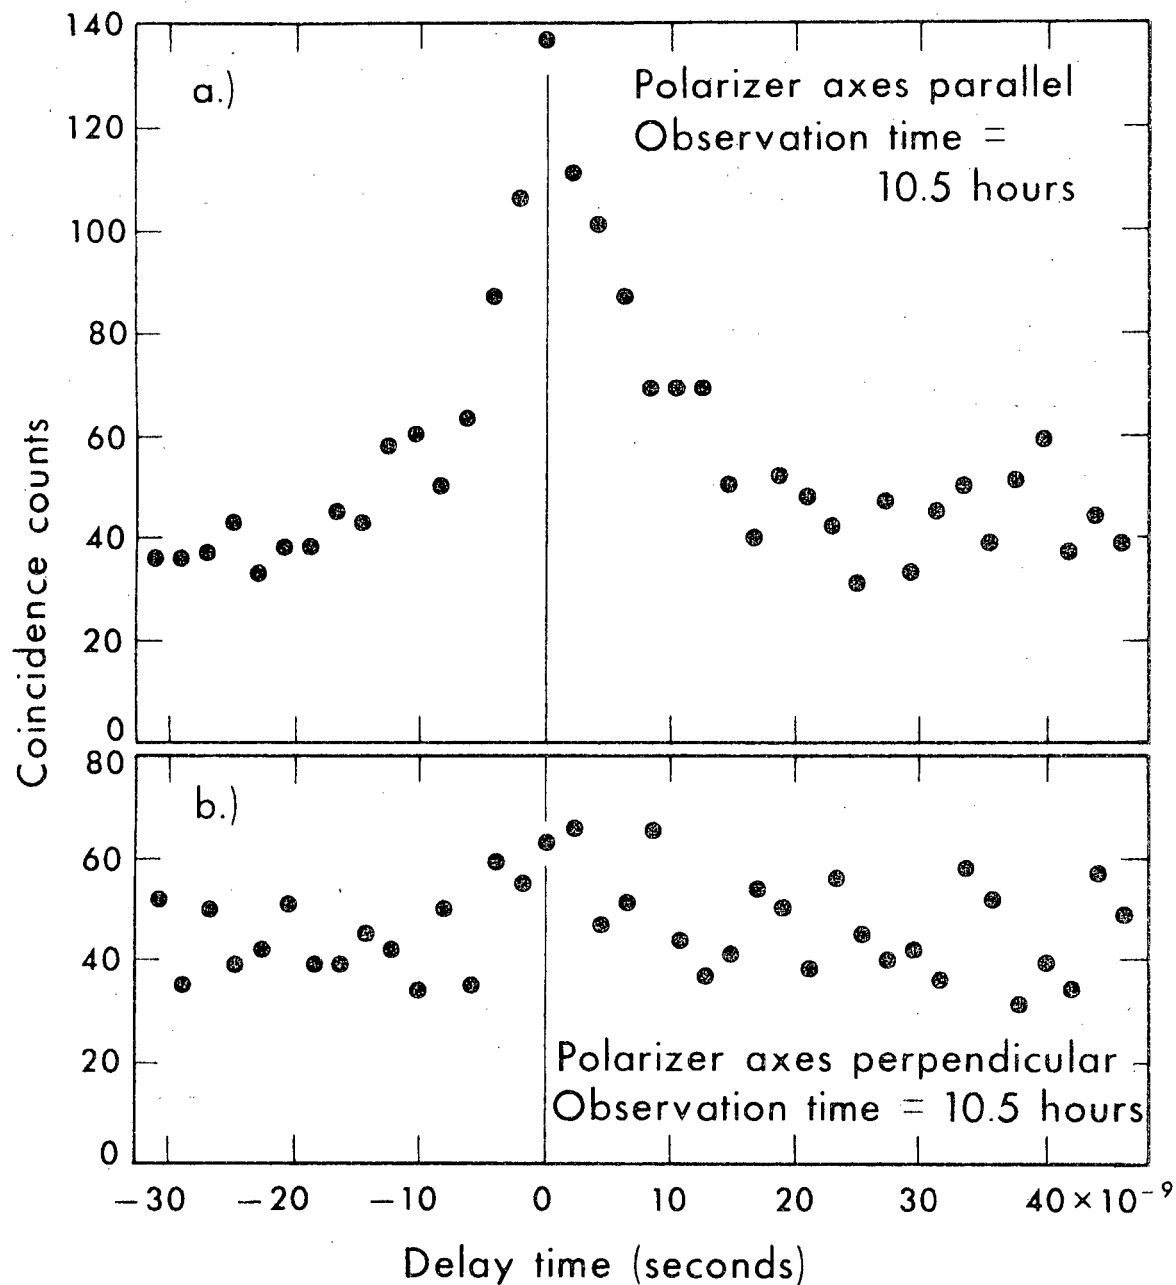 140
120
100
80
60
40
20
0
a.)
Polarizer axes parallel
Observation time =
10.5 hours
Coincidence counts
80
60
40
20
0
b.)
Polarizer axes perpendicular
Observation time = 10.5 hours
−30 −20 −10 0 10 20 30 40 × 10⁻⁹
Delay time (seconds)